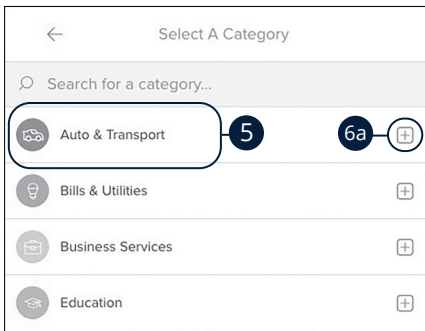 Select A Category
Search for a category...
Auto & Transport 5 6a
Bills & Utilities
Business Services
Education